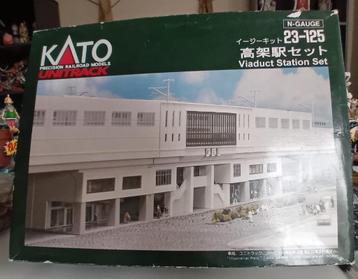 KATO
PRECISION RAILROAD MODELS
UNITRACK
N-GAUGE
イージーキット 23-125
高架駅セット
Viaduct Station Set